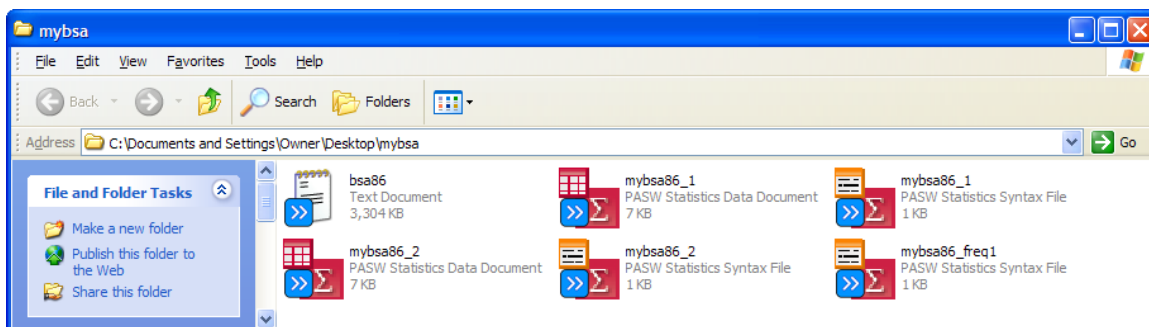 mybsa
File Edit View Favorites Tools Help
Back Search Folders
Address C:\Documents and Settings\Owner\Desktop\mybsa Go
File and Folder Tasks
Make a new folder
Publish this folder to
the Web
Share this folder
bsa86
Text Document
3,304 KB
mybsa86_1
PASW Statistics Data Document
7 KB
mybsa86_1
PASW Statistics Syntax File
1 KB
mybsa86_2
PASW Statistics Data Document
7 KB
mybsa86_2
PASW Statistics Syntax File
1 KB
mybsa86_freq1
PASW Statistics Syntax File
1 KB